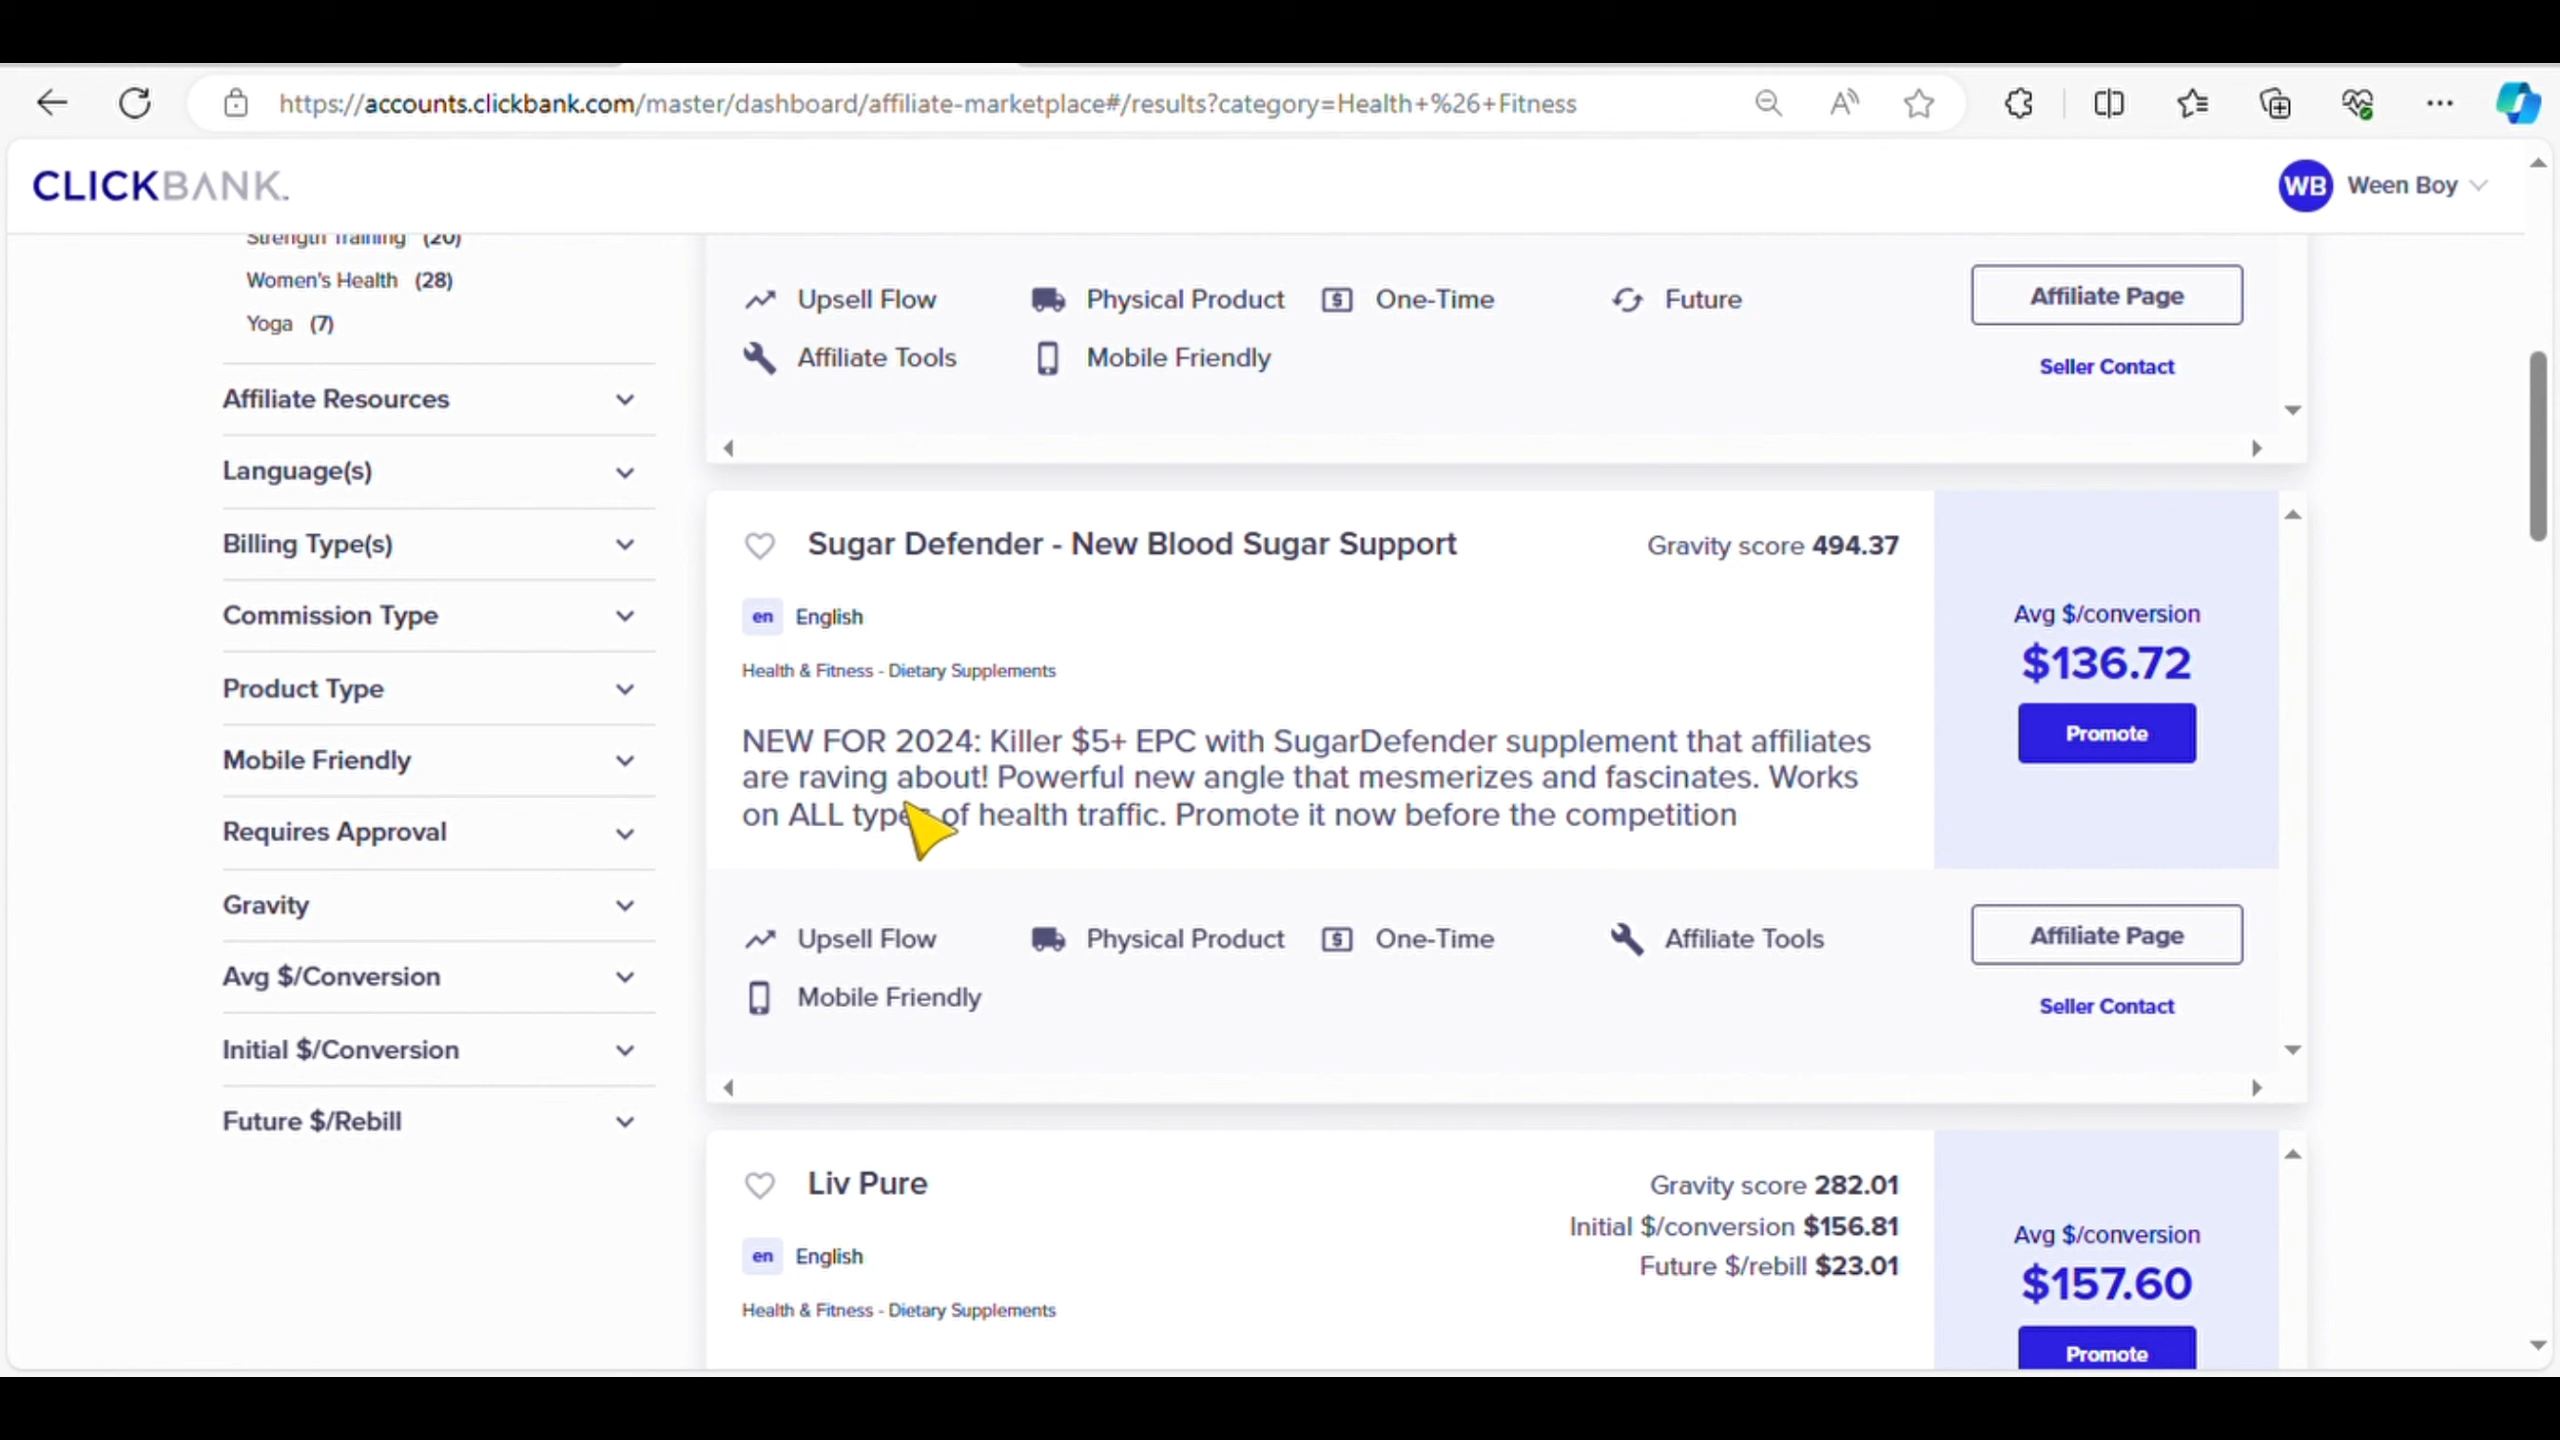 https://accounts.clickbank.com/master/dashboard/affiliate-marketplace#/results?category=Health+%26+Fitness
CLICKBANK.
WB Ween Boy
Strength Training (20)
Women's Health (28)
Yoga (7)
Affiliate Resources
Language(s)
Billing Type(s)
Commission Type
Product Type
Mobile Friendly
Requires Approval
Gravity
Avg $/Conversion
Initial $/Conversion
Future $/Rebill
Upsell Flow Physical Product One-Time Future
Affiliate Tools Mobile Friendly
Affiliate Page
Seller Contact
Sugar Defender - New Blood Sugar Support
Gravity score 494.37
en English
Health & Fitness - Dietary Supplements
NEW FOR 2024: Killer $5+ EPC with SugarDefender supplement that affiliates
are raving about! Powerful new angle that mesmerizes and fascinates. Works
on ALL types of health traffic. Promote it now before the competition
Avg $/conversion
$136.72
Promote
Upsell Flow Physical Product One-Time Affiliate Tools
Mobile Friendly
Affiliate Page
Seller Contact
Liv Pure
Gravity score 282.01
Initial $/conversion $156.81
Future $/rebill $23.01
en English
Health & Fitness - Dietary Supplements
Avg $/conversion
$157.60
Promote